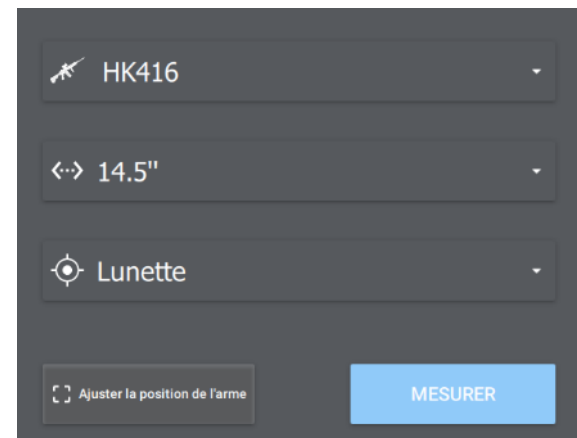 HK416
14.5"
Lunette
Ajuster la position de l'arme
MESURER